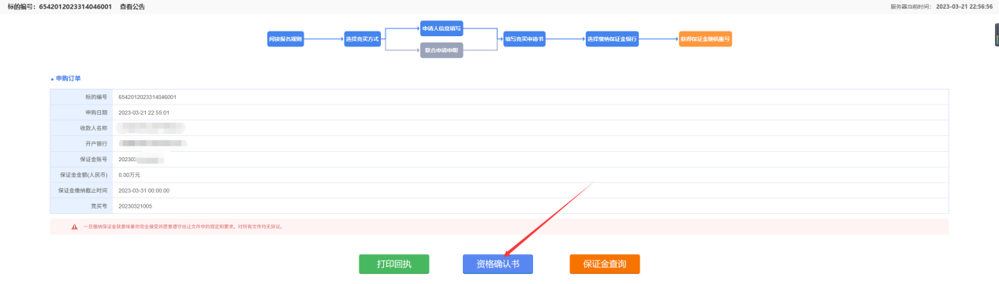 标的编号：6542012023314046001 查看公告
服务器当前时间： 2023-03-21 22:56:56
阅读报名规则
选择竞买方式
申请人信息填写
联合申请申明
填写竞买申请书
选择缴纳保证金银行
获得保证金随机账号
申购订单
标的编号 6542012023314046001
申购日期 2023-03-21 22:55:01
收款人名称
开户银行
保证金账号 20230
保证金金额(人民币) 0.00万元
保证金缴纳截止时间 2023-03-31 00:00:00
竞买号 20230321005
一旦缴纳保证金就意味着你完全接受并愿意遵守出让文件中的规定和要求。对所有文件均无异议。
打印回执 资格确认书 保证金查询